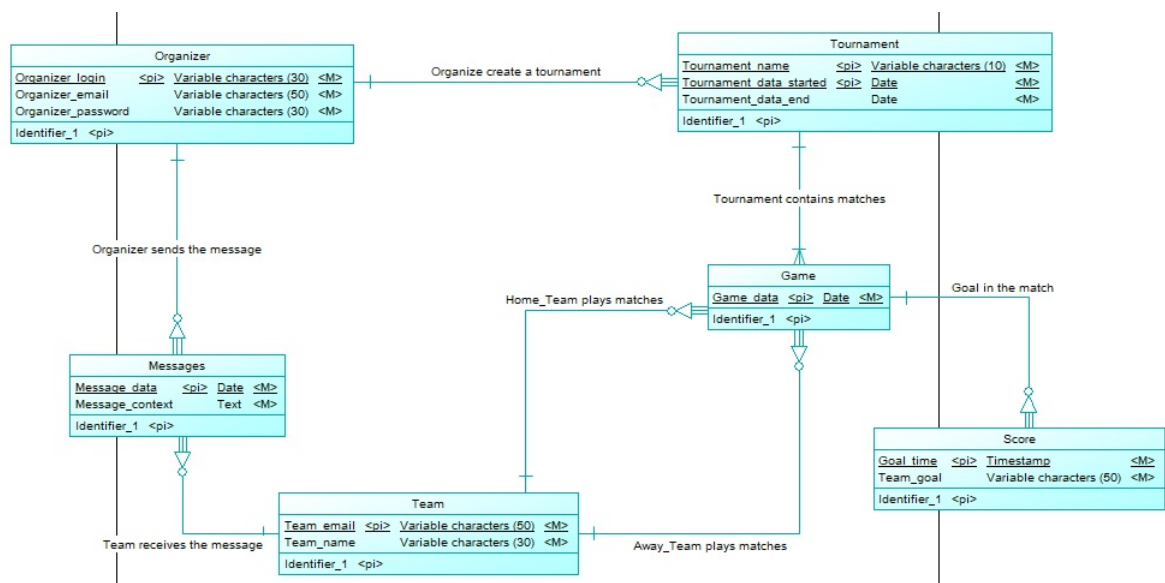 Organizer
Organizer_login <pi> Variable characters (30) <M>
Organizer_email Variable characters (50) <M>
Organizer_password Variable characters (30) <M>
Identifier_1 <pi>
Organize create a tournament
Tournament
Tournament_name <pi> Variable characters (10) <M>
Tournament_data_started <pi> Date <M>
Tournament_data_end Date <M>
Identifier_1 <pi>
Tournament contains matches
Organizer sends the message
Game
Game_data <pi> Date <M>
Identifier_1 <pi>
Home_Team plays matches
Goal in the match
Messages
Message_data <pi> Date <M>
Message_context Text <M>
Identifier_1 <pi>
Score
Goal_time <pi> Timestamp <M>
Team_goal Variable characters (50) <M>
Identifier_1 <pi>
Team
Team_email <pi> Variable characters (50) <M>
Team_name Variable characters (30) <M>
Identifier_1 <pi>
Team receives the message
Away_Team plays matches